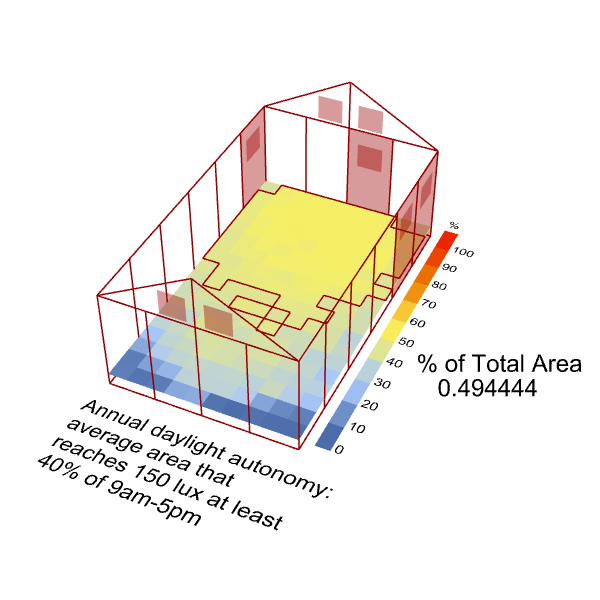 %
100
90
80
70
60
50
40
30
20
10
0
% of Total Area
0.494444
Annual daylight autonomy:
average area that
reaches 150 lux at least
40% of 9am-5pm